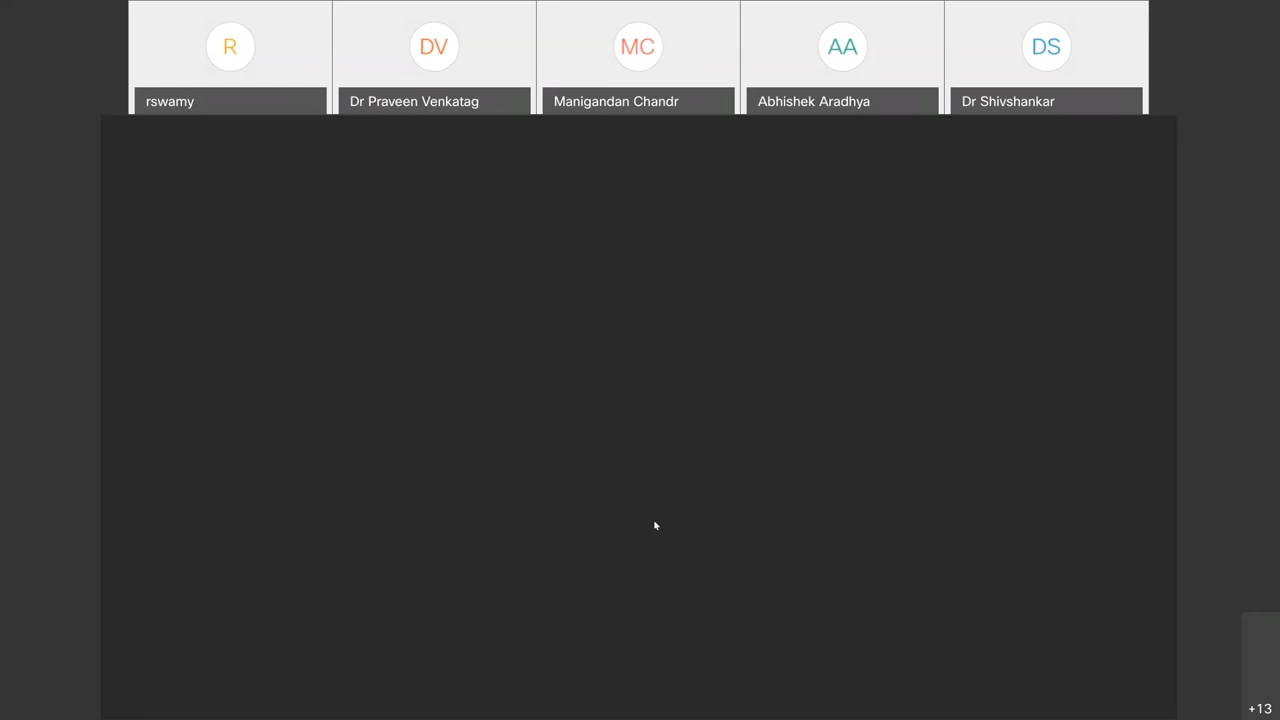 R
DV
MC
AA
DS
rswamy
Dr Praveen Venkatag
Manigandan Chandr
Abhishek Aradhya
Dr Shivshankar
+13